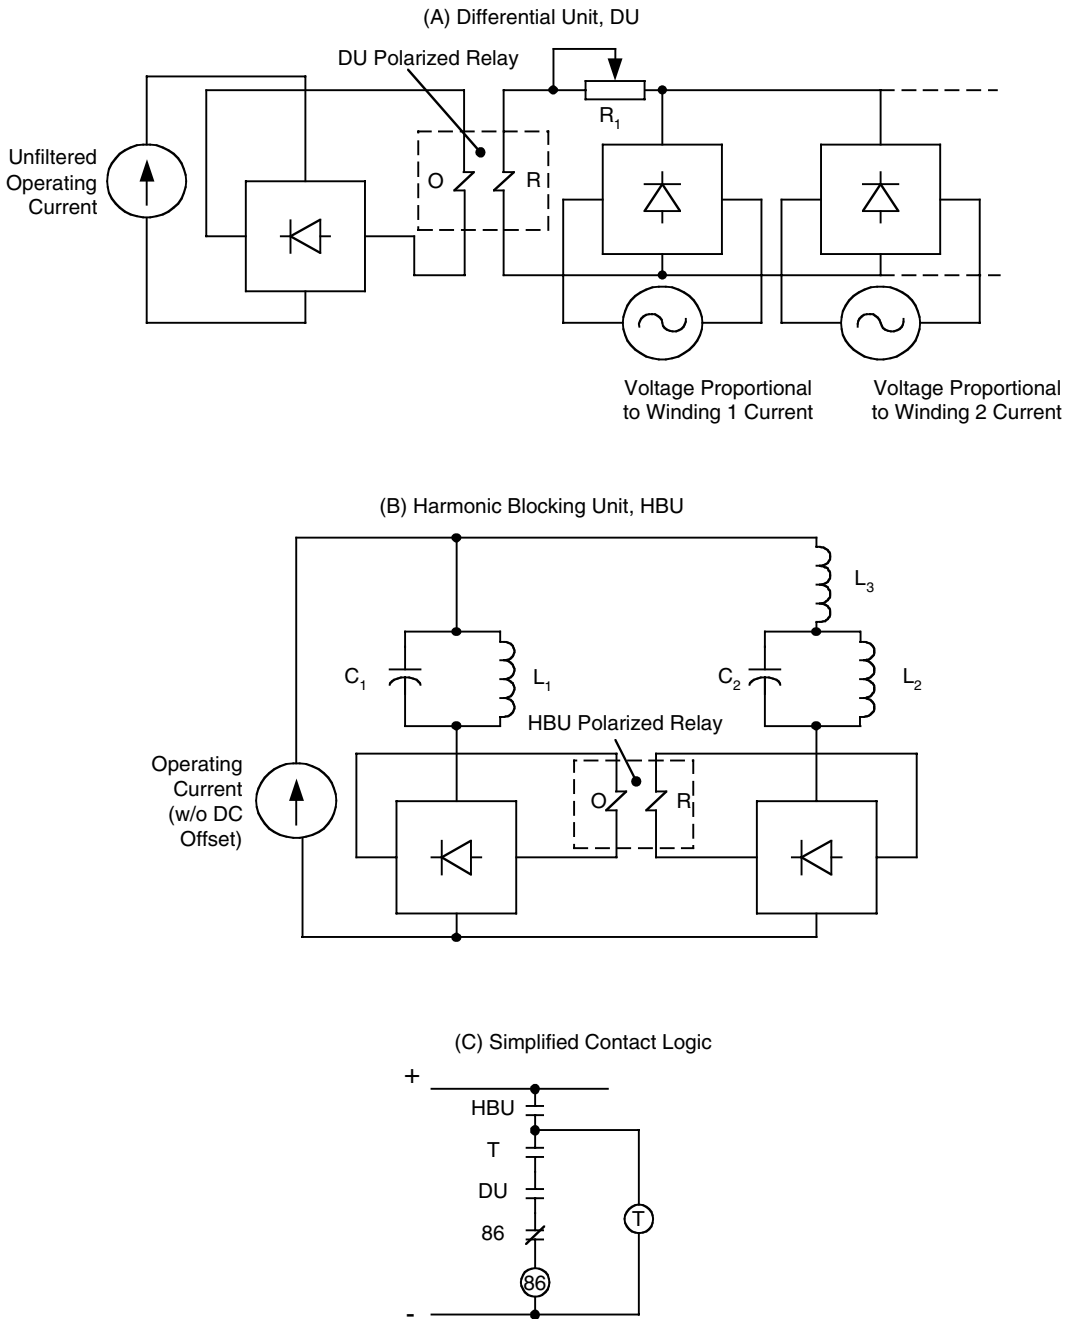 (A) Differential Unit, DU
DU Polarized Relay
R1
Unfiltered
Operating
Current
O
R
Voltage Proportional
to Winding 1 Current
Voltage Proportional
to Winding 2 Current
(B) Harmonic Blocking Unit, HBU
L3
C1
L1
C2
L2
HBU Polarized Relay
Operating
Current
(w/o DC
Offset)
O
R
(C) Simplified Contact Logic
+
HBU
T
DU
T
86
86
-